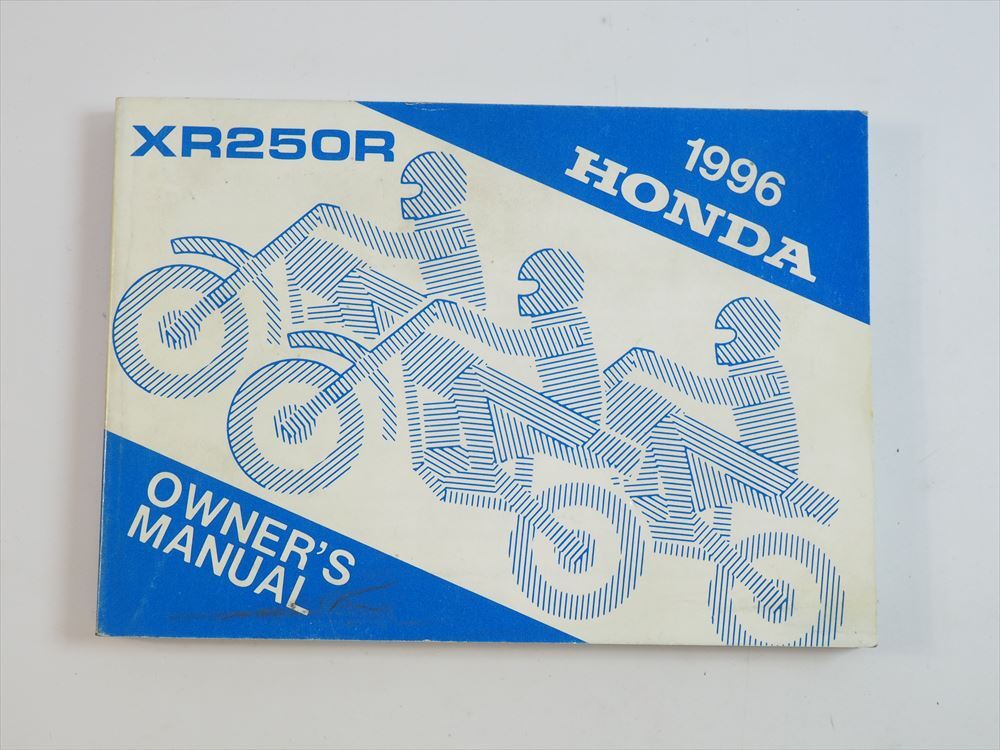 XR250R
1996
HONDA
OWNER'S
MANUAL